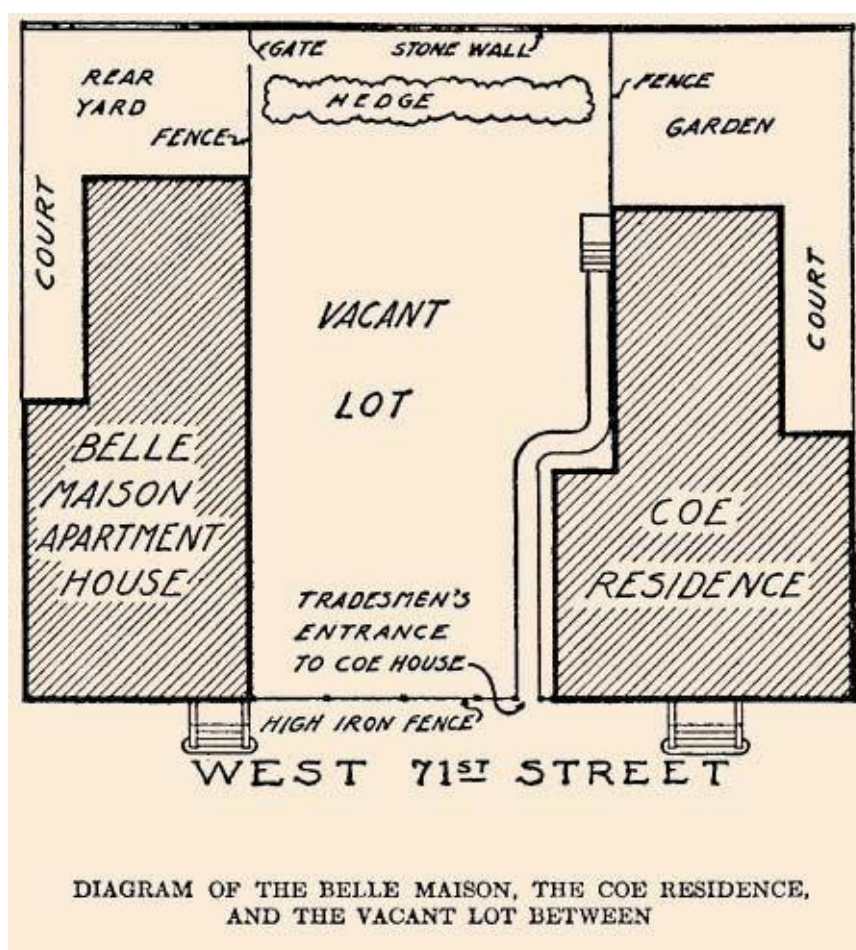 GATE
STONE WALL
REAR
YARD
HEDGE
FENCE
FENCE
GARDEN
COURT
COURT
VACANT
LOT
BELLE
MAISON
APARTMENT
HOUSE
COE
RESIDENCE
TRADESMEN'S
ENTRANCE
TO COE HOUSE
HIGH IRON FENCE
WEST 71ST STREET
DIAGRAM OF THE BELLE MAISON, THE COE RESIDENCE,
AND THE VACANT LOT BETWEEN